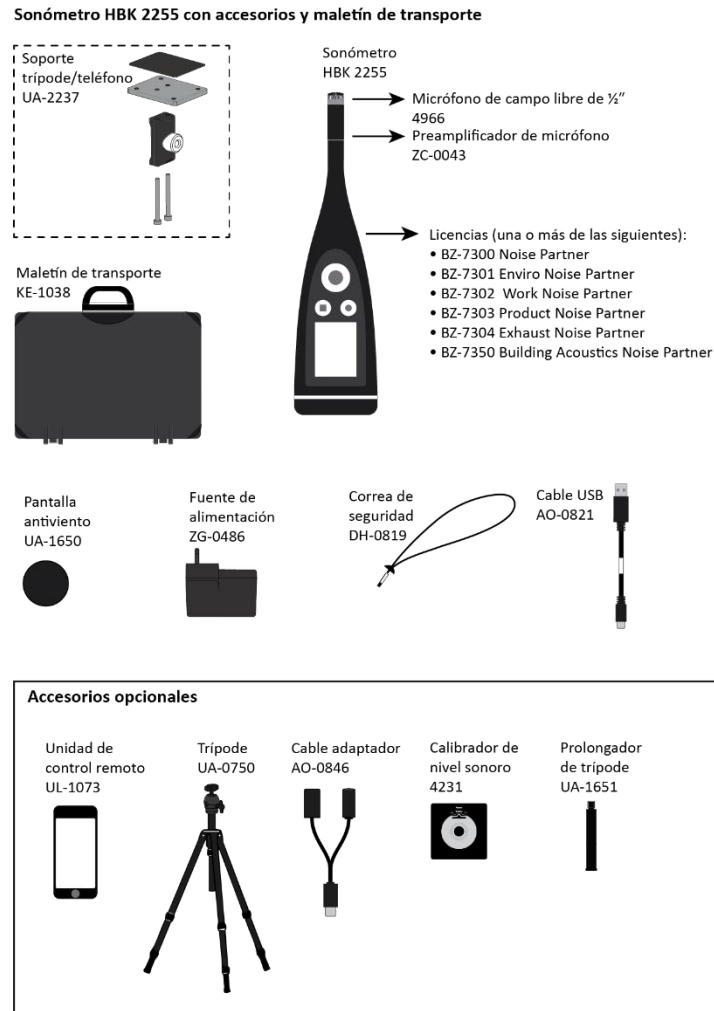 Sonómetro HBK 2255 con accesorios y maletín de transporte
Soporte
trípode/teléfono
UA-2237
Sonómetro
HBK 2255
Micrófono de campo libre de ½”
4966
Preamplificador de micrófono
ZC-0043
Licencias (una o más de las siguientes):
• BZ-7300 Noise Partner
• BZ-7301 Enviro Noise Partner
• BZ-7302 Work Noise Partner
• BZ-7303 Product Noise Partner
• BZ-7304 Exhaust Noise Partner
• BZ-7350 Building Acoustics Noise Partner
Maletín de transporte
KE-1038
Pantalla
antiviento
UA-1650
Fuente de
alimentación
ZG-0486
Correa de
seguridad
DH-0819
Cable USB
AO-0821
Accesorios opcionales
Unidad de
control remoto
UL-1073
Trípode
UA-0750
Cable adaptador
AO-0846
Calibrador de
nivel sonoro
4231
Prolongador
de trípode
UA-1651